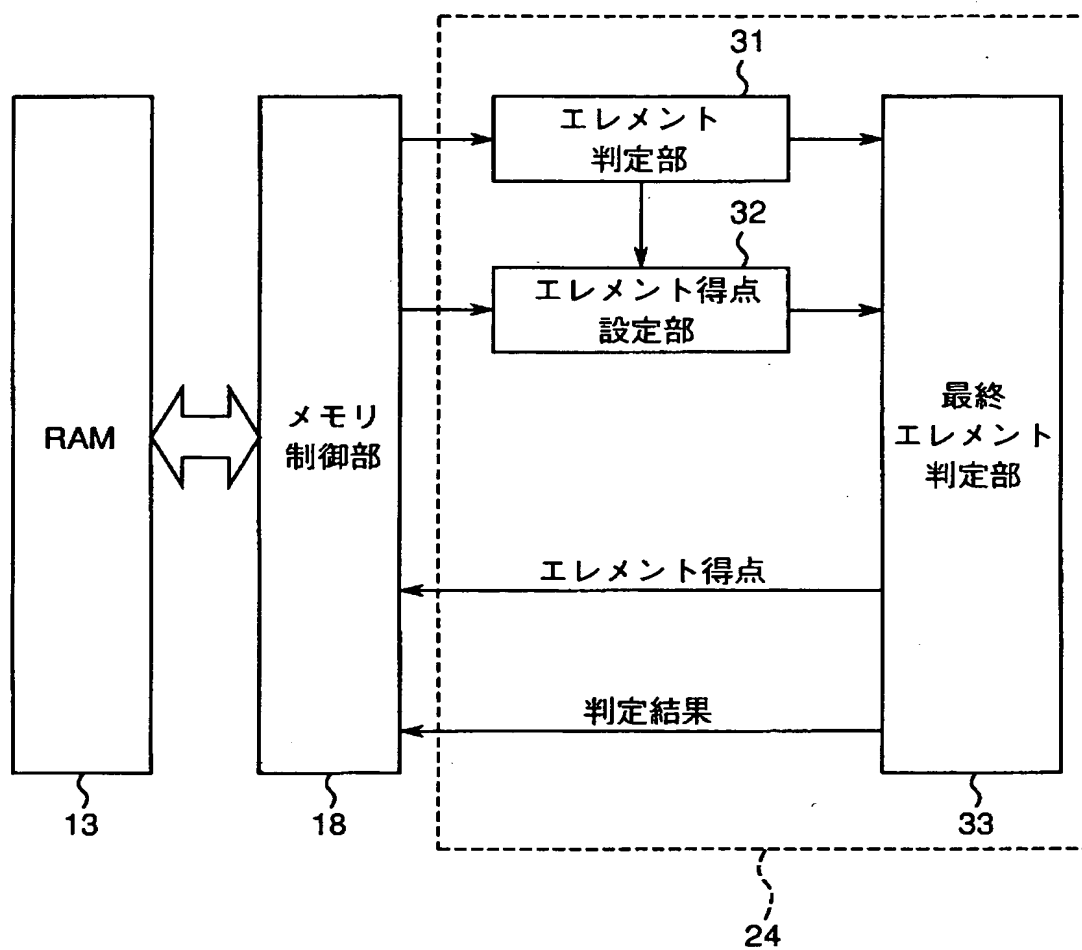 31
エレメント
判定部
32
エレメント得点
設定部
RAM
メモリ
制御部
最終
エレメント
判定部
エレメント得点
判定結果
13
18
33
24